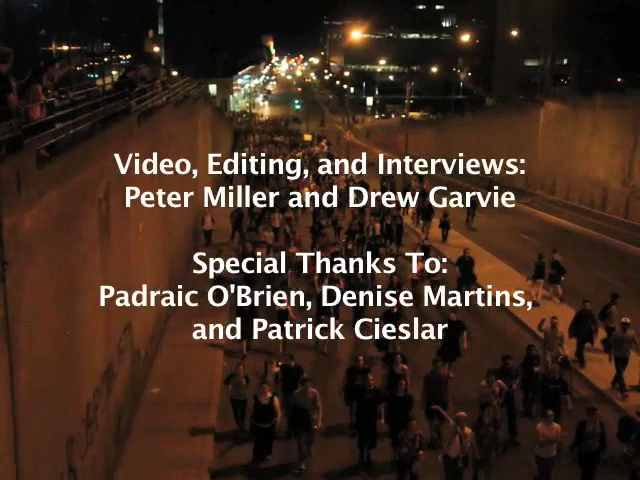 Video, Editing, and Interviews:
Peter Miller and Drew Garvie
Special Thanks To:
Padraic O'Brien, Denise Martins,
and Patrick Cieslar